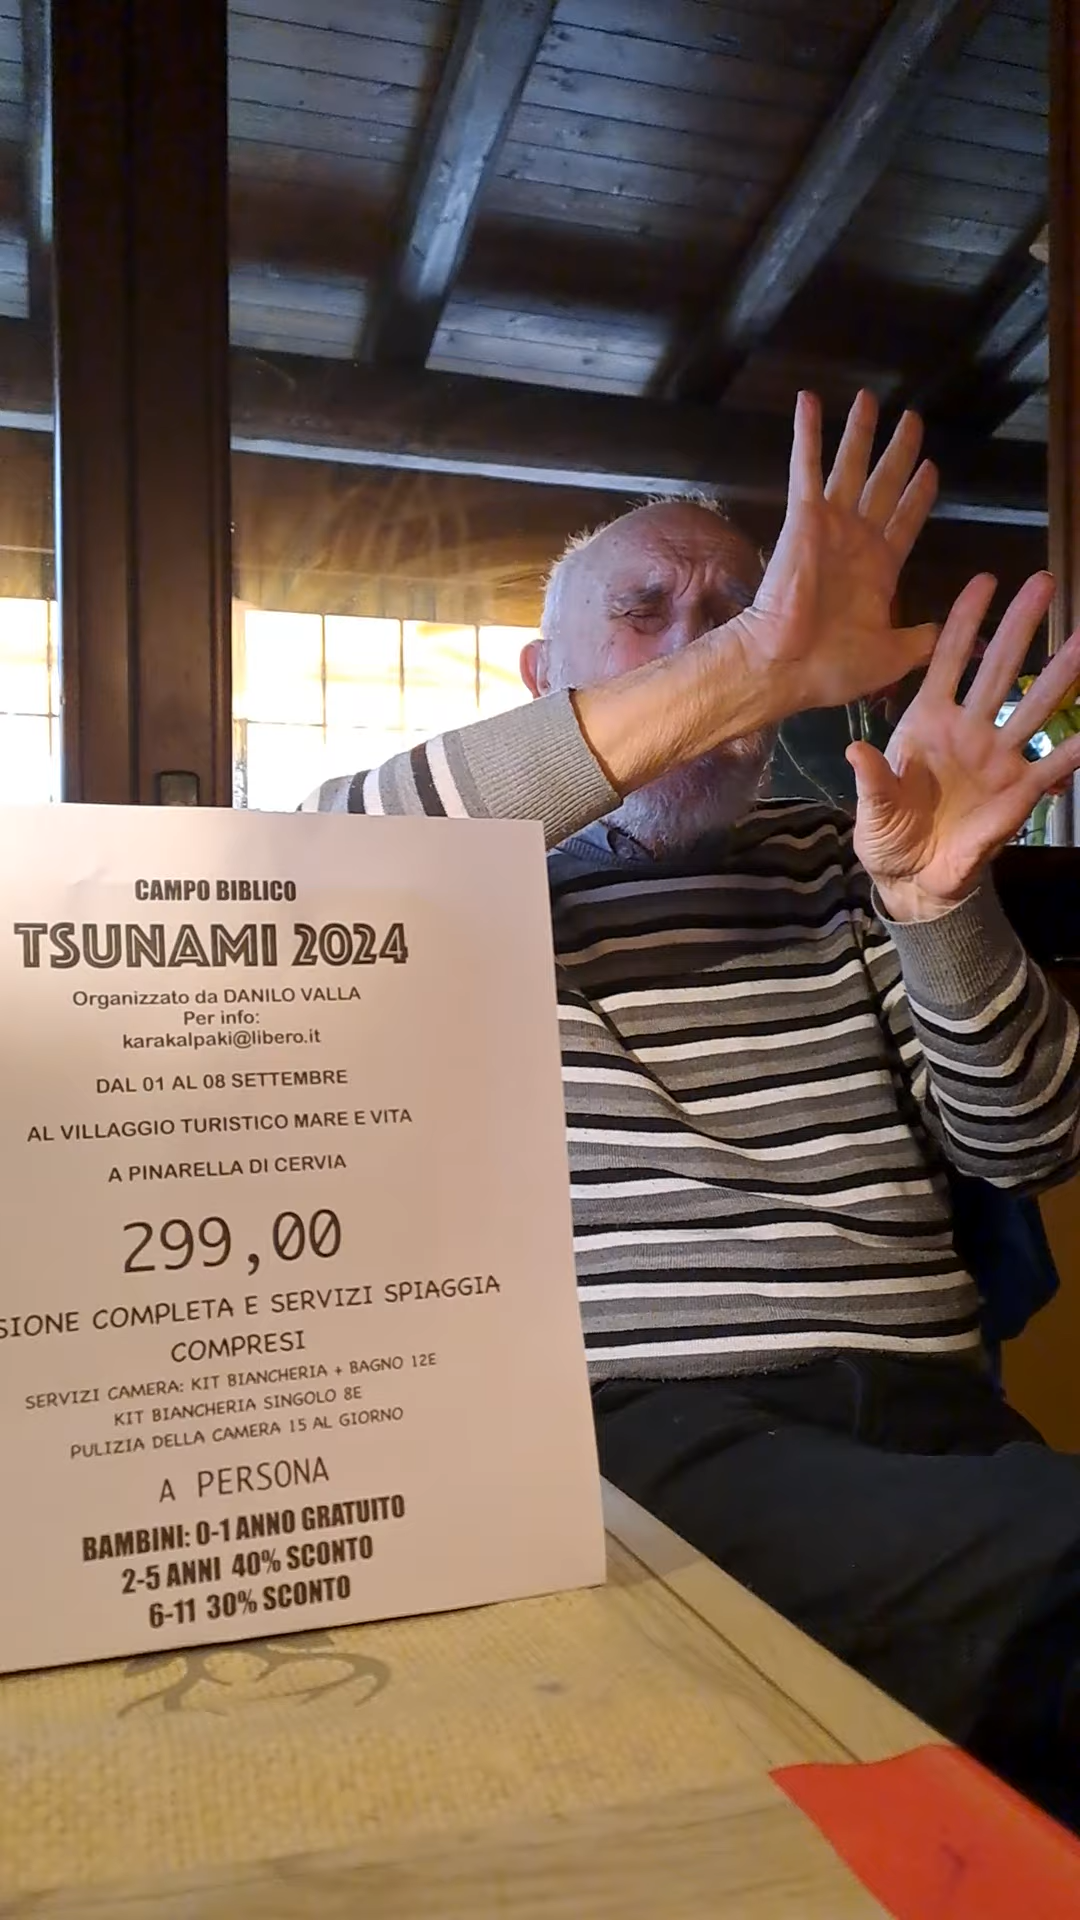 CAMPO BIBLICO
TSUNAMI 2024
Organizzato da DANILO VALLA
Per info:
karakalpaki@libero.it
DAL 01 AL 08 SETTEMBRE
AL VILLAGGIO TURISTICO MARE E VITA
A PINARELLA DI CERVIA
299,00
SIONE COMPLETA E SERVIZI SPIAGGIA
COMPRESI
SERVIZI CAMERA: KIT BIANCHERIA + BAGNO 12E
KIT BIANCHERIA SINGOLO 8E
PULIZIA DELLA CAMERA 15 AL GIORNO
A PERSONA
BAMBINI: 0-1 ANNO GRATUITO
2-5 ANNI 40% SCONTO
6-11 30% SCONTO